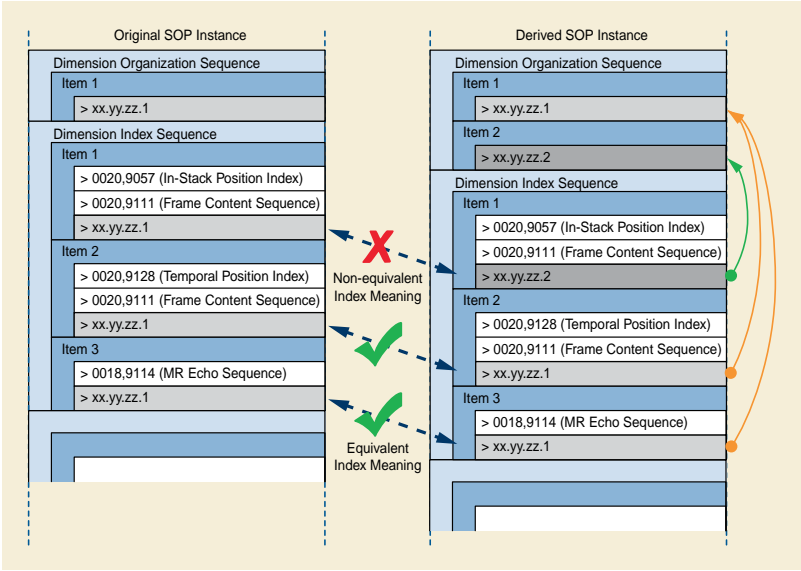 Original SOP Instance
Dimension Organization Sequence
Item 1
> xx.yy.zz.1
Dimension Index Sequence
Item 1
> 0020,9057 (In-Stack Position Index)
> 0020,9111 (Frame Content Sequence)
> xx.yy.zz.1
Item 2
> 0020,9128 (Temporal Position Index)
> 0020,9111 (Frame Content Sequence)
> xx.yy.zz.1
Item 3
> 0018,9114 (MR Echo Sequence)
> xx.yy.zz.1
Non-equivalent
Index Meaning
Equivalent
Index Meaning
Derived SOP Instance
Dimension Organization Sequence
Item 1
> xx.yy.zz.1
Item 2
> xx.yy.zz.2
Dimension Index Sequence
Item 1
> 0020,9057 (In-Stack Position Index)
> 0020,9111 (Frame Content Sequence)
> xx.yy.zz.2
Item 2
> 0020,9128 (Temporal Position Index)
> 0020,9111 (Frame Content Sequence)
> xx.yy.zz.1
Item 3
> 0018,9114 (MR Echo Sequence)
> xx.yy.zz.1